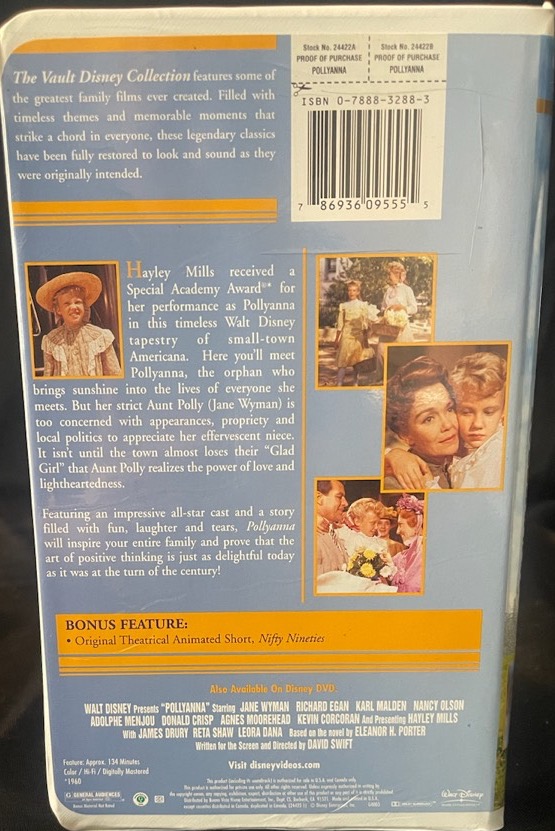 The Vault Disney Collection features some of
the greatest family films ever created. Filled with
timeless themes and memorable moments that
strike a chord in everyone, these legendary classics
have been fully restored to look and sound as they
were originally intended.
Stock No. 24422A
PROOF OF PURCHASE
POLLYANNA
Stock No. 24422B
PROOF OF PURCHASE
POLLYANNA
ISBN 0-7888-3288-3
7 86936 09555 5
Hayley Mills received a
Special Academy Award®* for
her performance as Pollyanna
in this timeless Walt Disney
tapestry of small-town
Americana. Here you'll meet
Pollyanna, the orphan who
brings sunshine into the lives of everyone she
meets. But her strict Aunt Polly (Jane Wyman) is
too concerned with appearances, propriety and
local politics to appreciate her effervescent niece.
It isn't until the town almost loses their "Glad
Girl" that Aunt Polly realizes the power of love and
lightheartedness.
Featuring an impressive all-star cast and a story
filled with fun, laughter and tears, Pollyanna
will inspire your entire family and prove that the
art of positive thinking is just as delightful today
as it was at the turn of the century!
BONUS FEATURE:
• Original Theatrical Animated Short, Nifty Nineties
Also Available On Disney DVD.
WALT DISNEY Presents "POLLYANNA" Starring JANE WYMAN RICHARD EGAN KARL MALDEN NANCY OLSON
ADOLPHE MENJOU DONALD CRISP AGNES MOOREHEAD KEVIN CORCORAN And Presenting HAYLEY MILLS
With JAMES DRURY RETA SHAW LEORA DANA Based on the novel by ELEANOR H. PORTER
Written for the Screen and Directed by DAVID SWIFT
Feature: Approx. 134 Minutes
Color / Hi-Fi / Digitally Mastered
*1960
Visit disneyvideos.com
G GENERAL AUDIENCES
Bonus Material Not Rated
Walt Disney